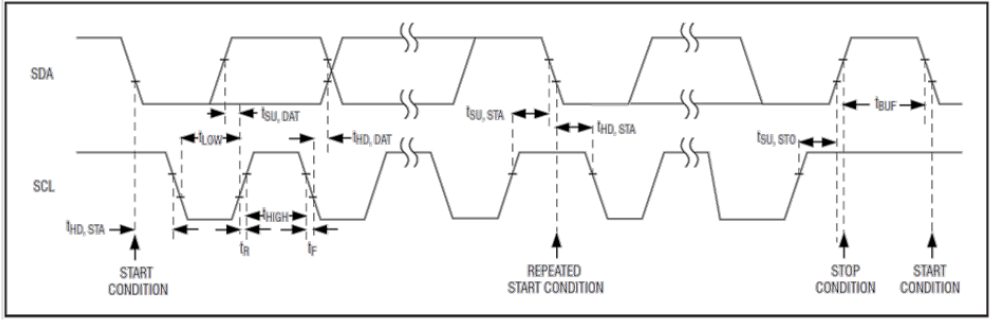 SDA
tSU, DAT
tSU, STA
tBUF
tLOW
tHD, DAT
tHD, STA
tSU, STO
SCL
tHIGH
tHD, STA
tR
tF
START
CONDITION
REPEATED
START CONDITION
STOP
CONDITION
START
CONDITION